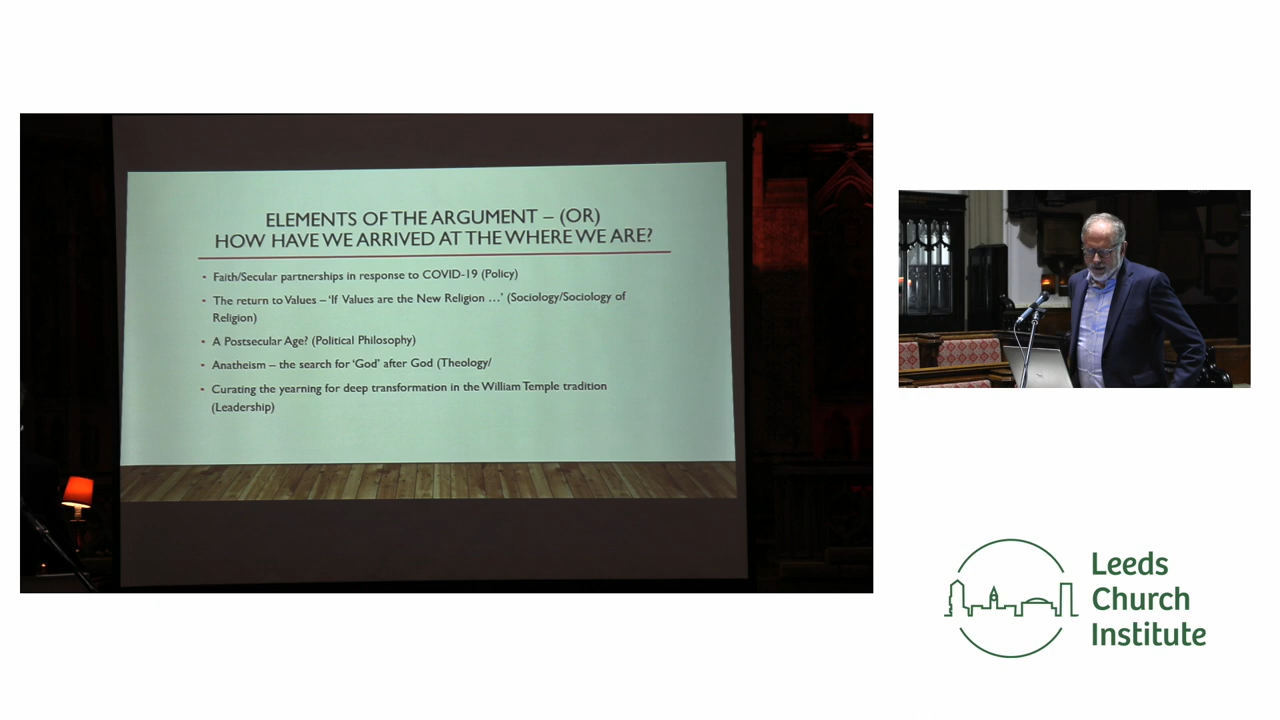 ELEMENTS OF THE ARGUMENT – (OR)
HOW HAVE WE ARRIVED AT THE WHERE WE ARE?
• Faith/Secular partnerships in response to COVID-19 (Policy)
• The return to Values – 'If Values are the New Religion …' (Sociology/Sociology of
Religion)
• A Postsecular Age? (Political Philosophy)
• Anatheism – the search for 'God' after God (Theology/
• Curating the yearning for deep transformation in the William Temple tradition
(Leadership)
Leeds
Church
Institute